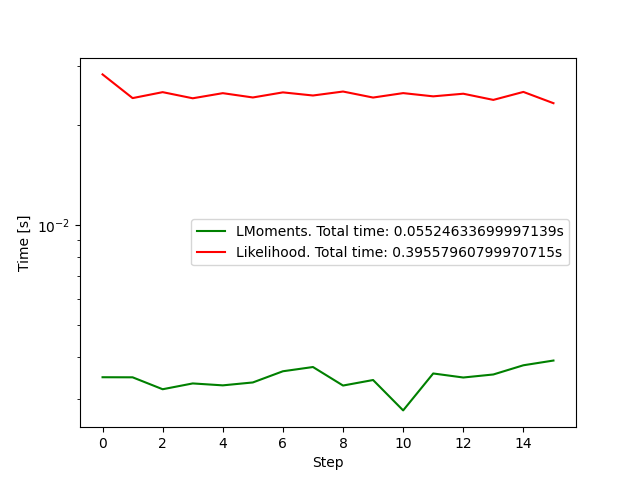 Time [s]
10⁻²
LMoments. Total time: 0.05524633699997139s
Likelihood. Total time: 0.39557960799970715s
0 2 4 6 8 10 12 14
Step